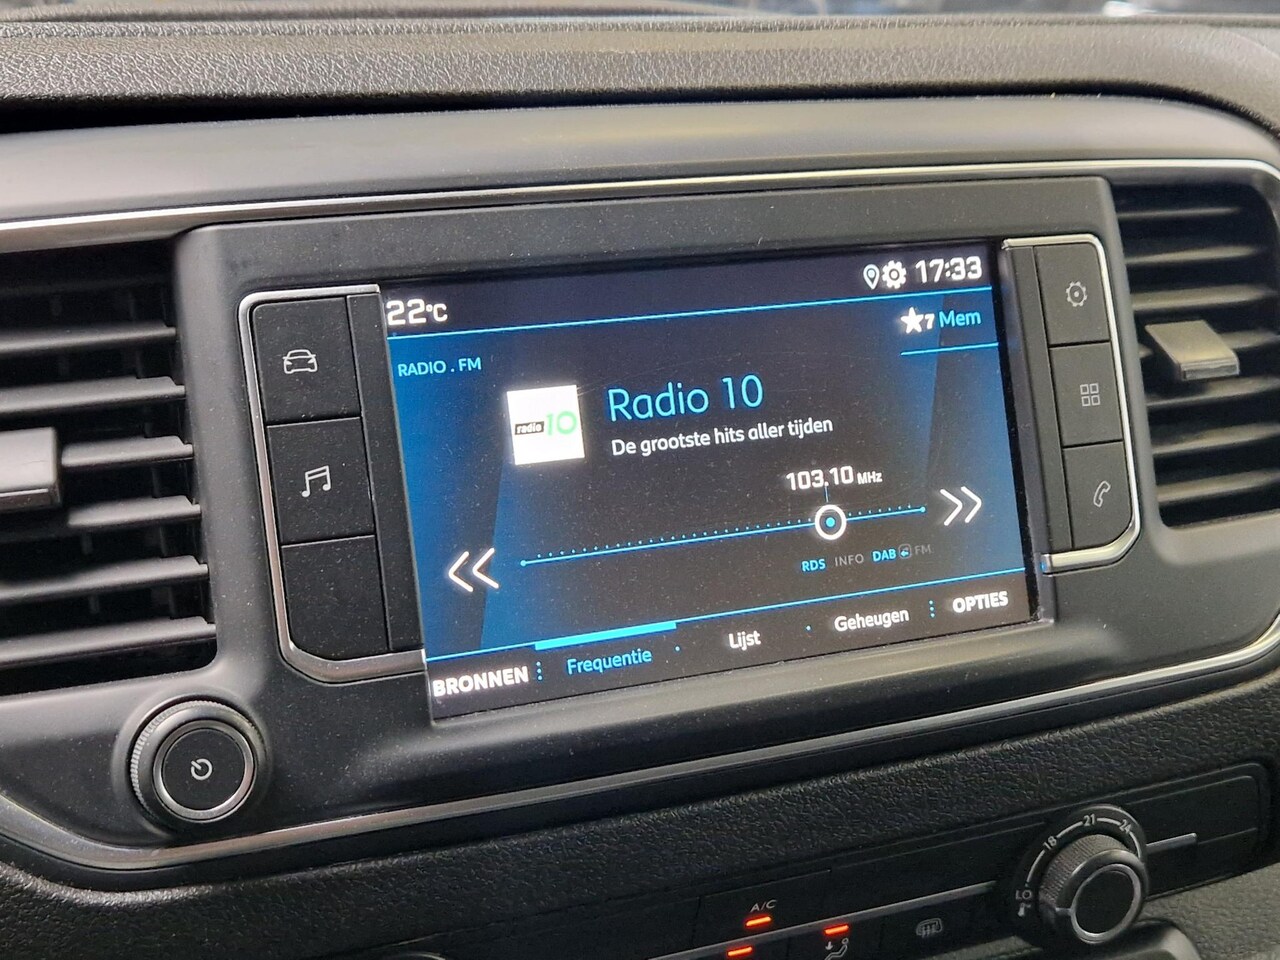 22°C
17:33
7 Mem
RADIO . FM
radio 10
Radio 10
De grootste hits aller tijden
103.10 MHz
RDS INFO DAB FM
BRONNEN Frequentie Lijst Geheugen OPTIES
LO 18 21 24
A/C